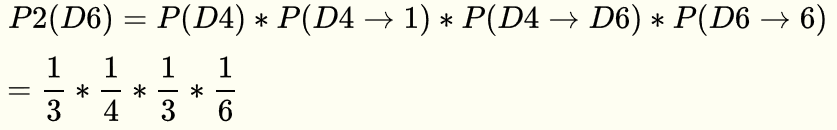 P2(D6) = P(D4) ∗ P(D4 → 1) ∗ P(D4 → D6) ∗ P(D6 → 6)
= 1/3 ∗ 1/4 ∗ 1/3 ∗ 1/6